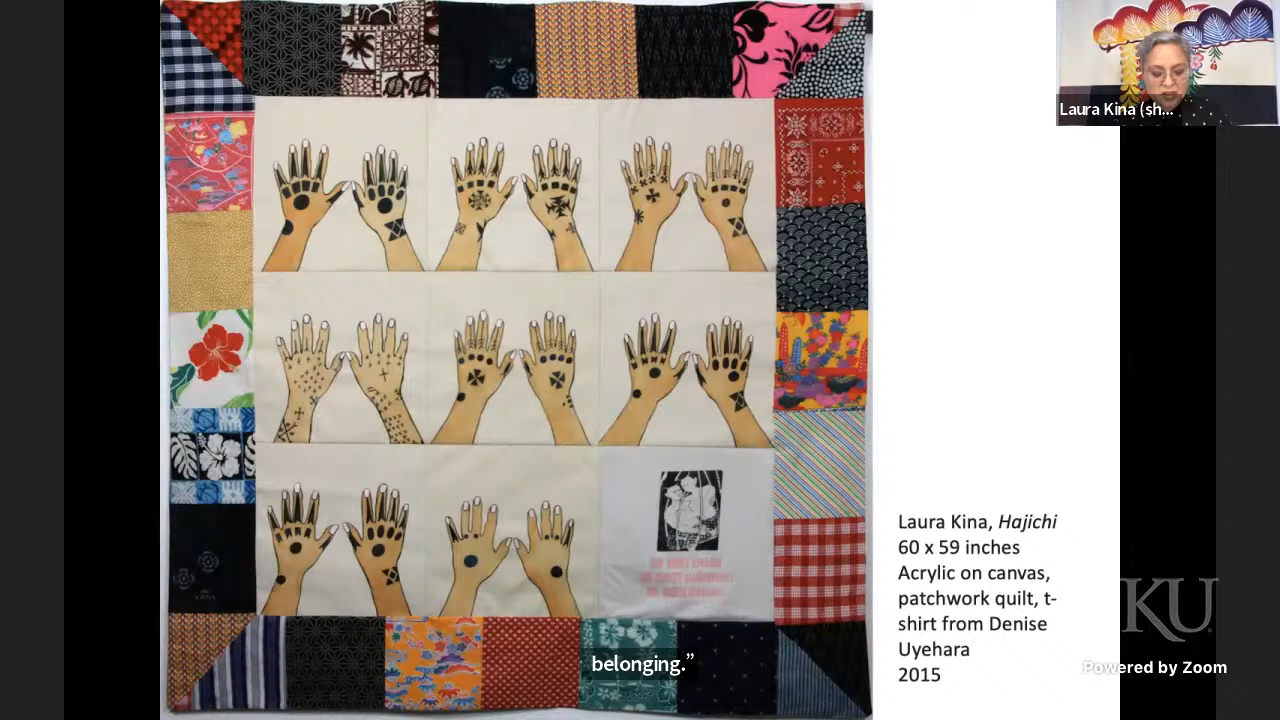 Laura Kina (sh...
Laura Kina, Hajichi
60 x 59 inches
Acrylic on canvas,
patchwork quilt, t-
shirt from Denise
Uyehara
2015
KU
Powered by Zoom
belonging.”